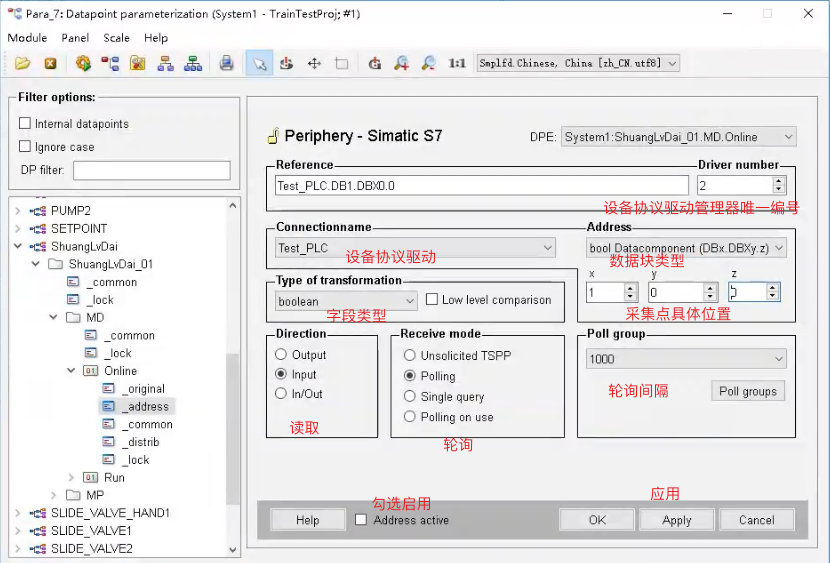 Para_7: Datapoint parameterization (System1 - TrainTestProj; #1)
Module Panel Scale Help
1:1 Smplfd.Chinese, China [zh_CN.utf8]
Filter options:
Internal datapoints
Ignore case
DP filter:
PUMP2
SETPOINT
ShuangLvDai
ShuangLvDai_01
_common
_lock
MD
_common
_lock
Online
_original
_address
_common
_distrib
_lock
Run
MP
SLIDE_VALVE_HAND1
SLIDE_VALVE1
SLIDE_VALVE2
Periphery - Simatic S7
DPE: System1:ShuangLvDai_01.MD.Online
Reference
Test_PLC.DB1.DBX0.0
Driver number
2
设备协议驱动管理器唯一编号
Connectionname
Test_PLC
设备协议驱动
Address
bool Datacomponent (DBx.DBXy.z)
数据块类型
x y z
1 0
采集点具体位置
Type of transformation
boolean
Low level comparison
字段类型
Direction
Output
Input
In/Out
读取
Receive mode
Unsolicited TSPP
Polling
Single query
Polling on use
轮询
Poll group
1000
轮询间隔
Poll groups
勾选启用
应用
Help
Address active
OK
Apply
Cancel